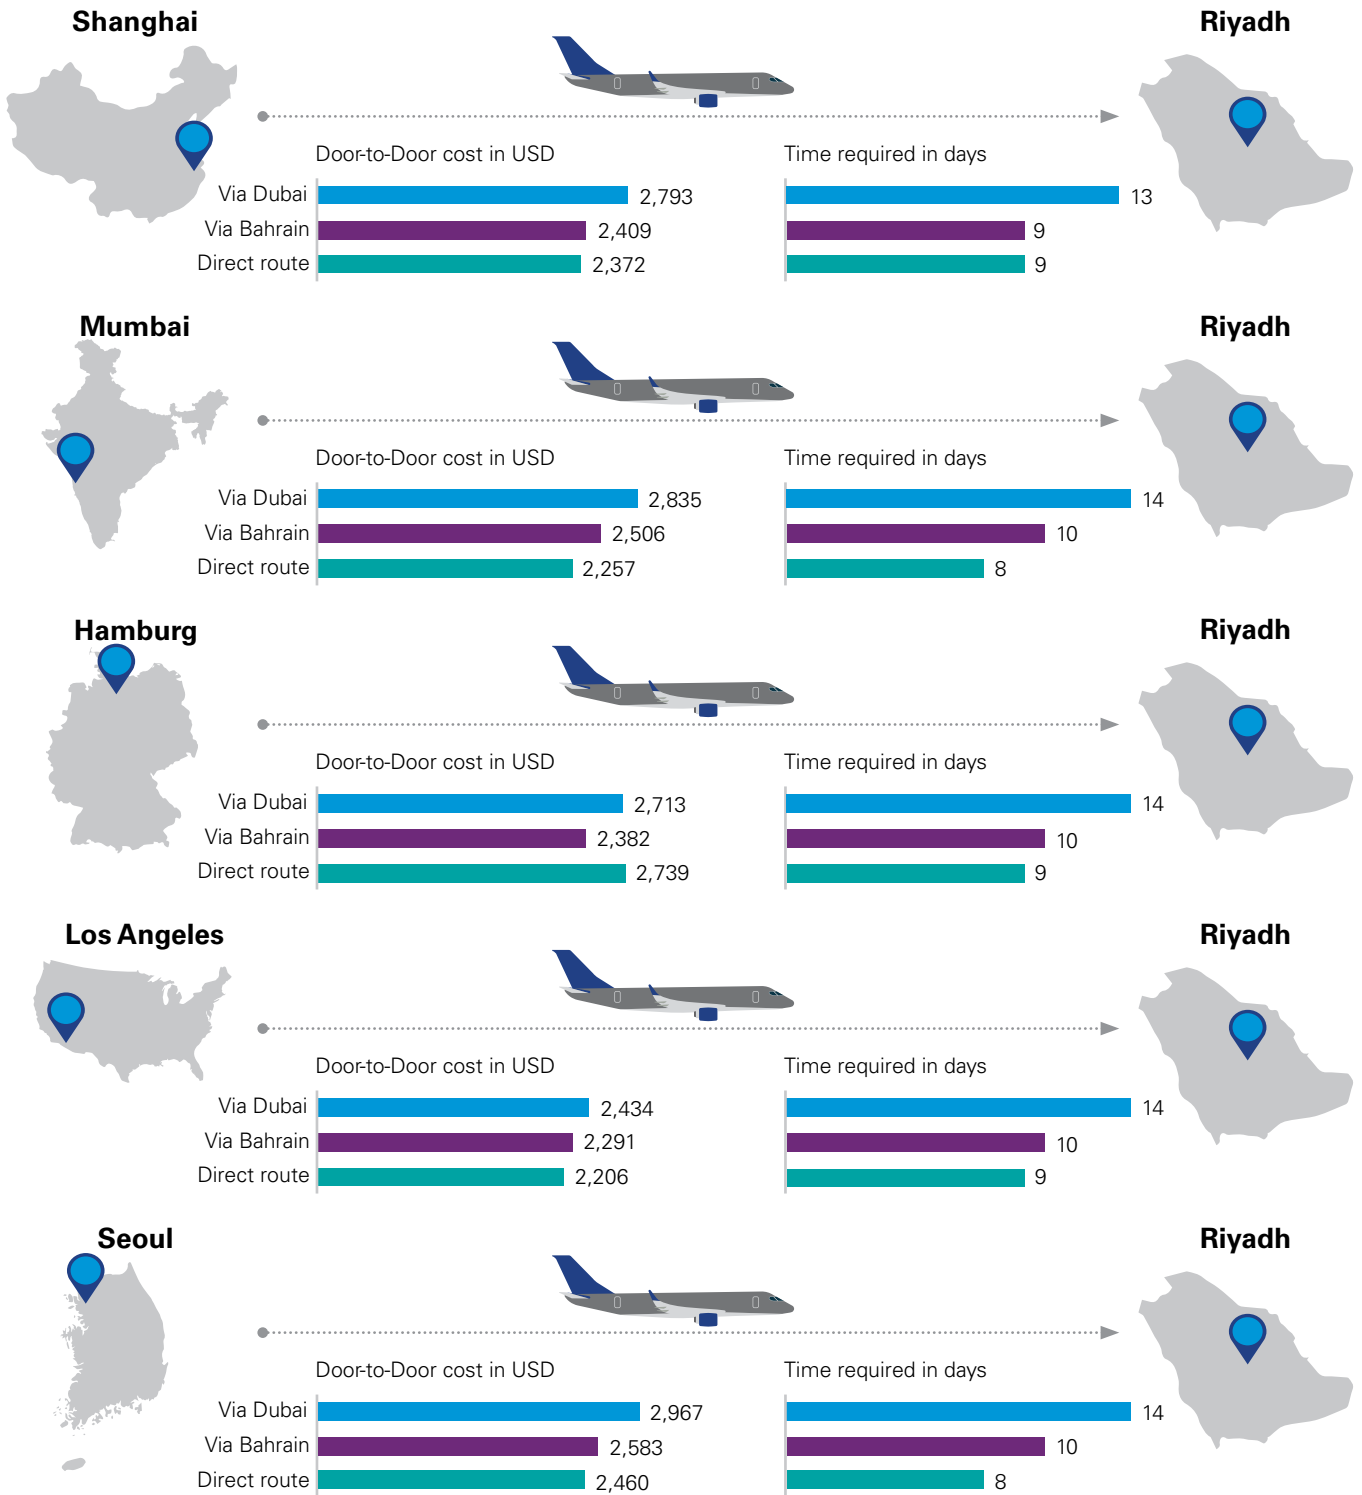 Shanghai
Riyadh
Door-to-Door cost in USD
Time required in days
Via Dubai 2,793 13
Via Bahrain 2,409 9
Direct route 2,372 9
Mumbai
Riyadh
Door-to-Door cost in USD
Time required in days
Via Dubai 2,835 14
Via Bahrain 2,506 10
Direct route 2,257 8
Hamburg
Riyadh
Door-to-Door cost in USD
Time required in days
Via Dubai 2,713 14
Via Bahrain 2,382 10
Direct route 2,739 9
Los Angeles
Riyadh
Door-to-Door cost in USD
Time required in days
Via Dubai 2,434 14
Via Bahrain 2,291 10
Direct route 2,206 9
Seoul
Riyadh
Door-to-Door cost in USD
Time required in days
Via Dubai 2,967 14
Via Bahrain 2,583 10
Direct route 2,460 8